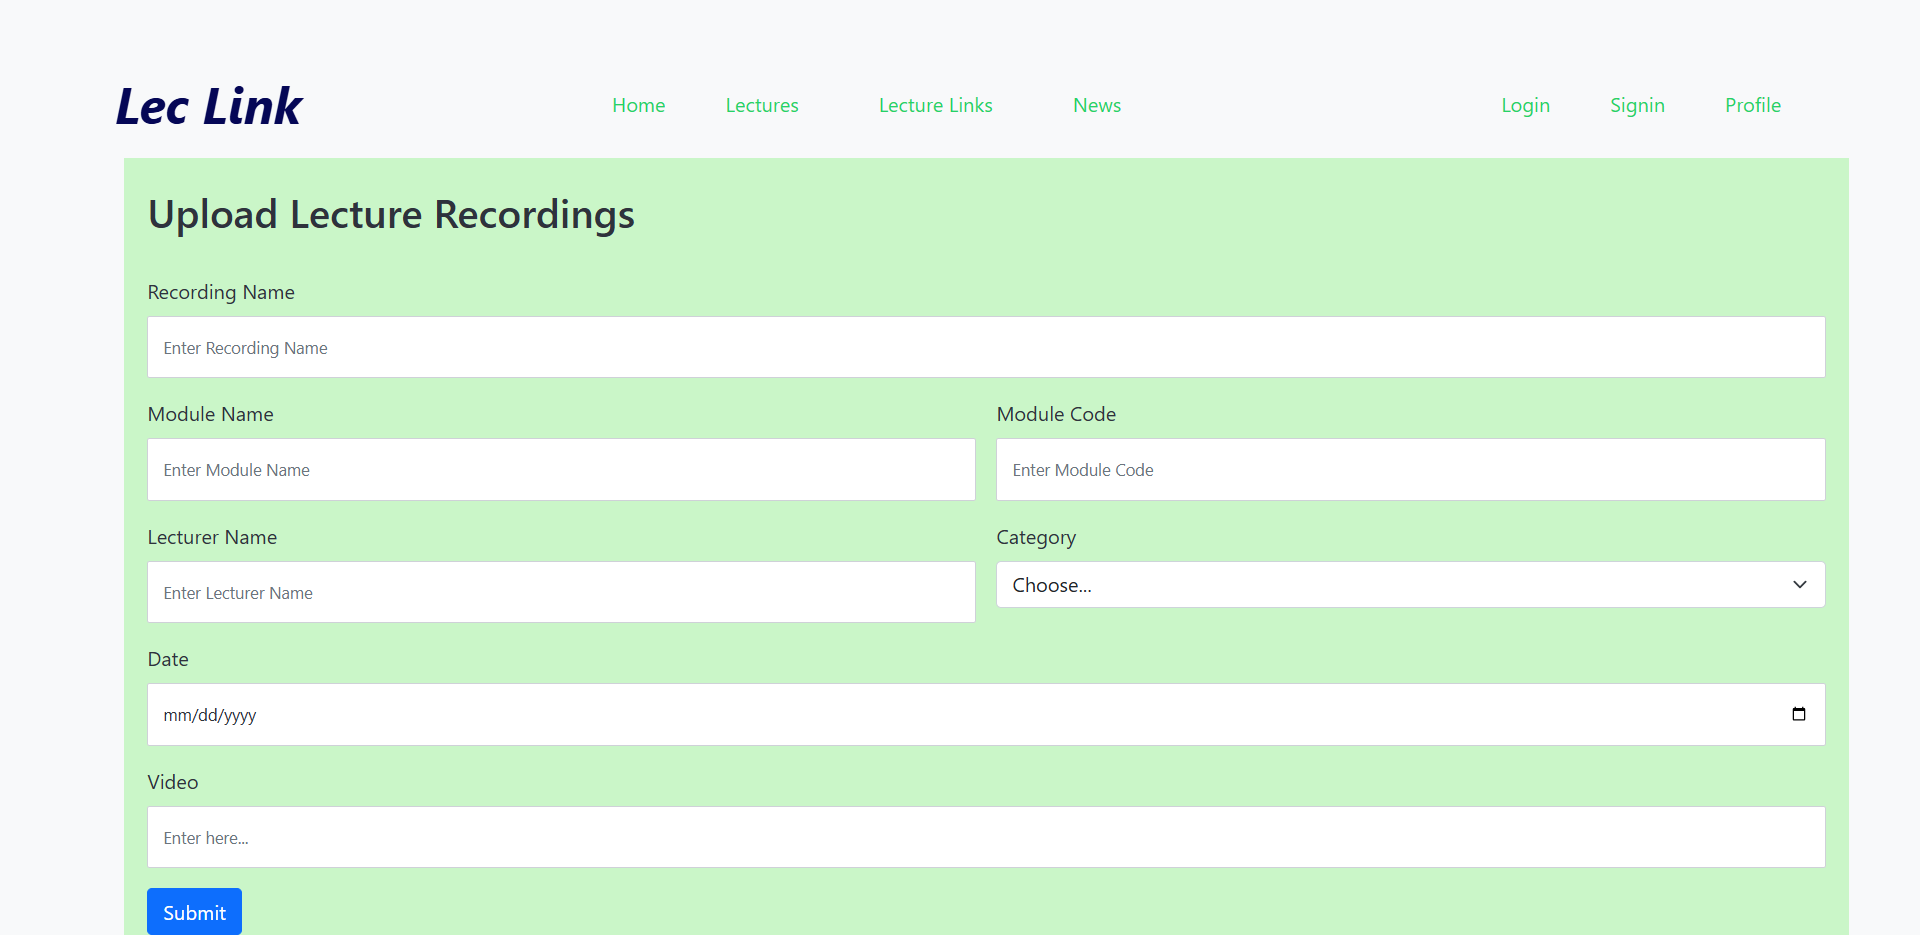 Lec Link Home Lectures Lecture Links News Login Signin Profile
Upload Lecture Recordings
Recording Name
Enter Recording Name
Module Name Module Code
Enter Module Name Enter Module Code
Lecturer Name Category
Enter Lecturer Name Choose...
Date
mm/dd/yyyy
Video
Enter here...
Submit